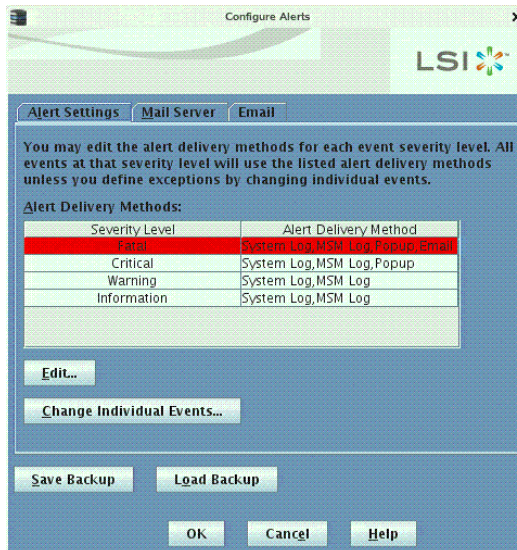 Configure Alerts
LSI
Alert Settings Mail Server Email
You may edit the alert delivery methods for each event severity level. All
events at that severity level will use the listed alert delivery methods
unless you define exceptions by changing individual events.
Alert Delivery Methods:
Severity Level Alert Delivery Method
Fatal System Log,MSM Log,Popup,Email
Critical System Log,MSM Log,Popup
Warning System Log,MSM Log
Information System Log,MSM Log
Edit...
Change Individual Events...
Save Backup Load Backup
OK Cancel Help